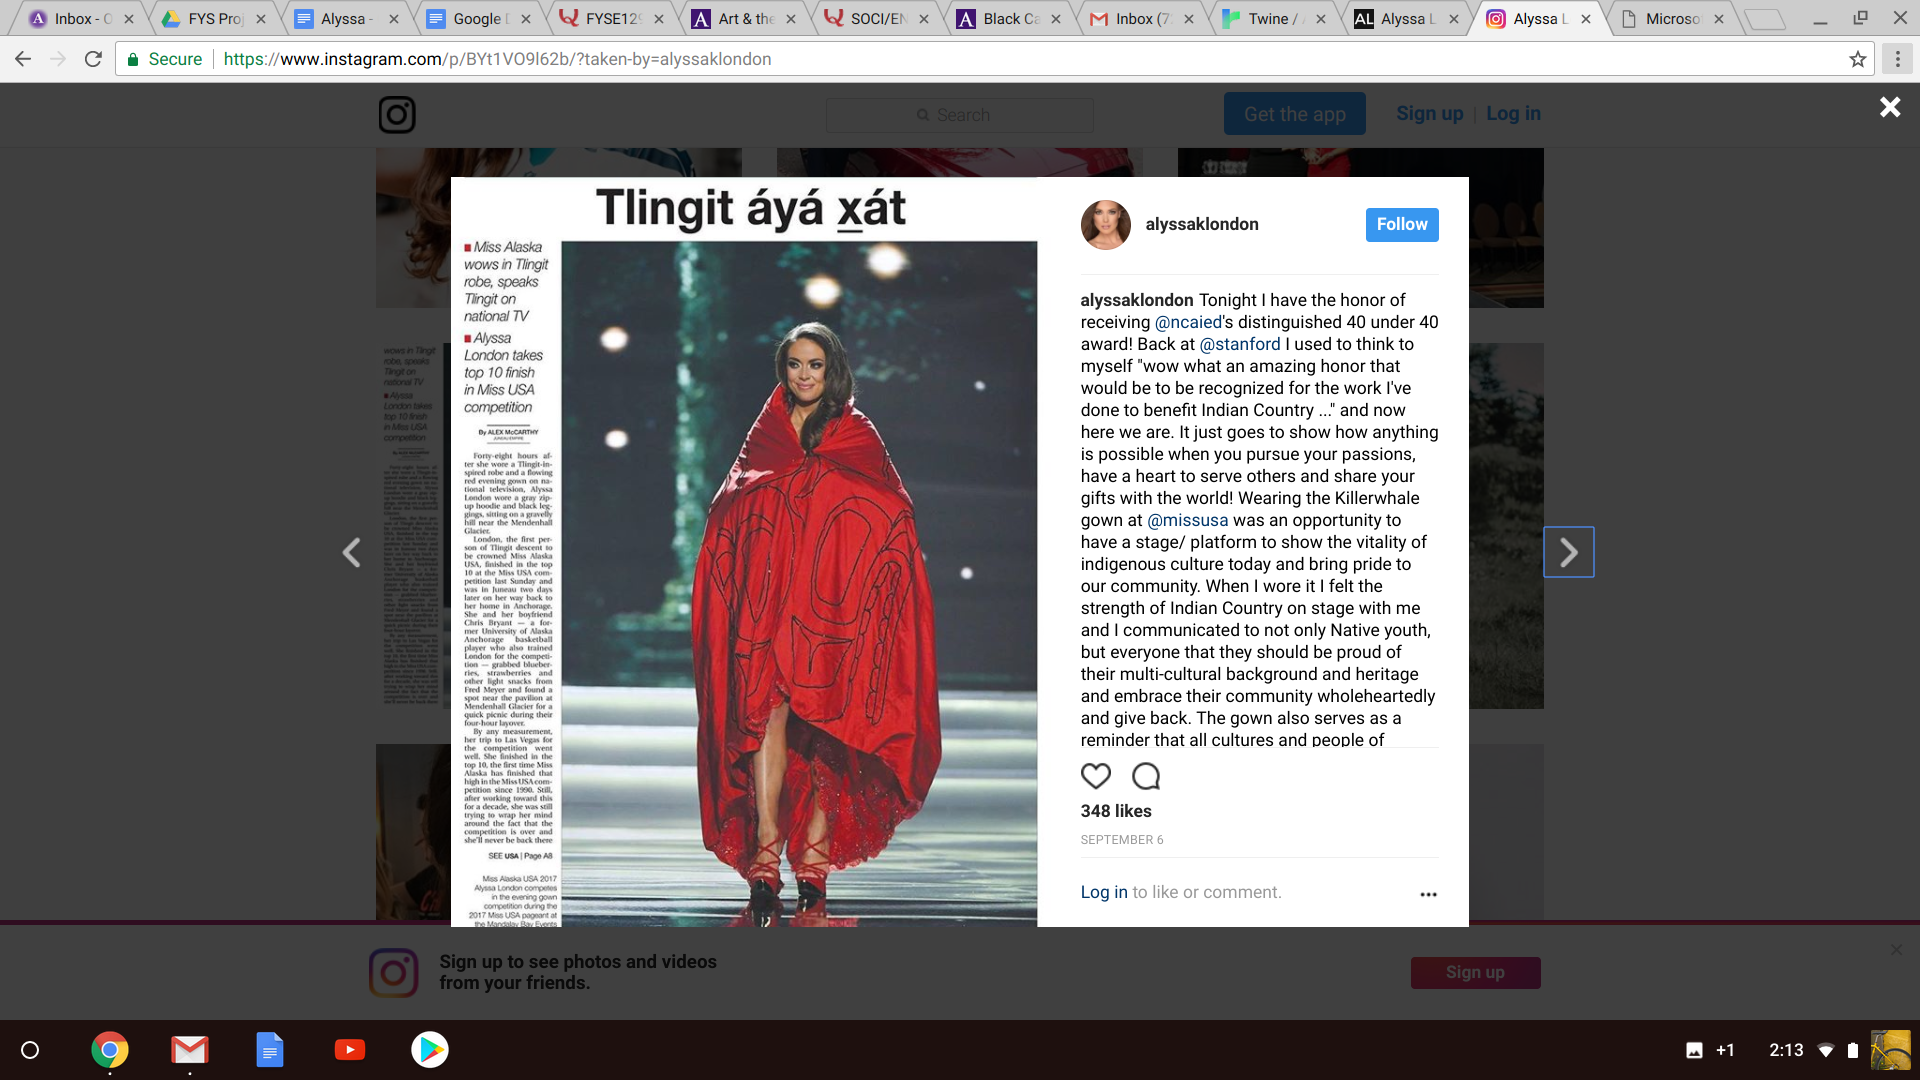 Inbox - O
FYS Proj
Alyssa -
Google D
FYSE129
Art & the
SOCI/EN
Black Ca
Inbox (7
Twine /
Alyssa L
Alyssa L
Microso
Secure
https://www.instagram.com/p/BYt1VO9l62b/?taken-by=alyssaklondon
Search
Get the app
Sign up | Log in
Tlingit áyá x̲át
Miss Alaska
wows in Tlingit
robe, speaks
Tlingit on
national TV
Alyssa
London takes
top 10 finish
in Miss USA
competition
By ALEX McCARTHY
JUNEAU EMPIRE
Forty-eight hours af-
ter she wore a Tlingit-in-
spired robe and a flowing
red evening gown on na-
tional television, Alyssa
London wore a gray zip-
up hoodie and black leg-
gings, sitting on a gravelly
hill near the Mendenhall
Glacier.
London, the first per-
son of Tlingit descent to
be crowned Miss Alaska
USA, finished in the top
10 at the Miss USA com-
petition last Sunday and
was in Juneau two days
later on her way back to
her home in Anchorage.
She and her boyfriend
Chris Bryant — a for-
mer University of Alaska
Anchorage basketball
player who also trained
London for the competi-
tion — grabbed blueber-
ries, strawberries and
other light snacks from
Fred Meyer and found a
spot near the pavilion at
Mendenhall Glacier for a
quick picnic during their
four-hour layover.
By any measurement,
her trip to Las Vegas for
the competition went
well. She finished in the
top 10, the first time Miss
Alaska has finished that
high in the Miss USA com-
petition since 1990. Still,
after working toward this
for a decade, she was still
trying to wrap her mind
around the fact that the
competition is over and
she'll never be back there
SEE USA | Page A8
Miss Alaska USA 2017
Alyssa London competes
in the evening gown
competition during the
2017 Miss USA pageant at
the Mandalay Bay Events
alyssaklondon
Follow
alyssaklondon Tonight I have the honor of
receiving @ncaied's distinguished 40 under 40
award! Back at @stanford I used to think to
myself "wow what an amazing honor that
would be to be recognized for the work I've
done to benefit Indian Country ..." and now
here we are. It just goes to show how anything
is possible when you pursue your passions,
have a heart to serve others and share your
gifts with the world! Wearing the Killerwhale
gown at @missusa was an opportunity to
have a stage/ platform to show the vitality of
indigenous culture today and bring pride to
our community. When I wore it I felt the
strength of Indian Country on stage with me
and I communicated to not only Native youth,
but everyone that they should be proud of
their multi-cultural background and heritage
and embrace their community wholeheartedly
and give back. The gown also serves as a
reminder that all cultures and people of
348 likes
SEPTEMBER 6
Log in to like or comment.
Sign up to see photos and videos
from your friends.
Sign up
+1
2:13